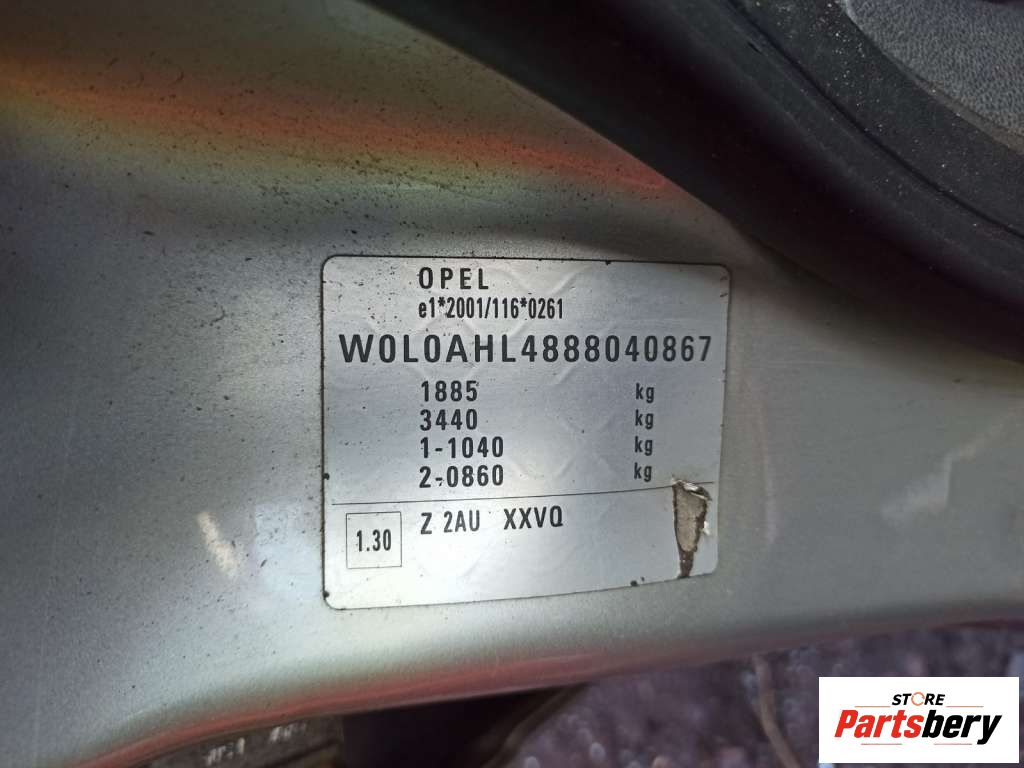 OPEL
e1*2001/116*0261
W0L0AHL4888040867
1885 kg
3440 kg
1-1040 kg
2-0860 kg
1.30 Z 2AU XXVQ
STORE
Partsbery